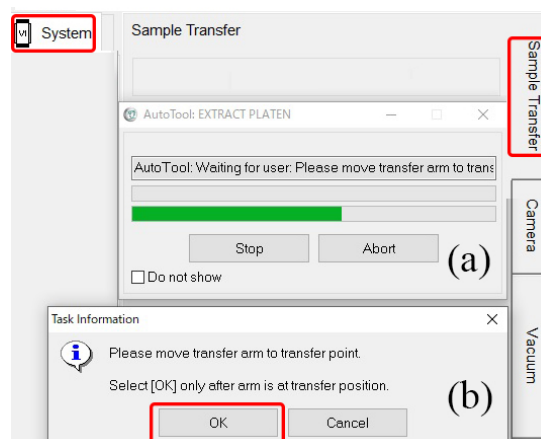 VI System
Sample Transfer
Sample Transfer
AutoTool: EXTRACT PLATEN
AutoTool: Waiting for user: Please move transfer arm to trans
Stop
Abort
(a)
Do not show
Camera
Vacuum
Task Information
Please move transfer arm to transfer point.
Select [OK] only after arm is at transfer position.
(b)
OK
Cancel